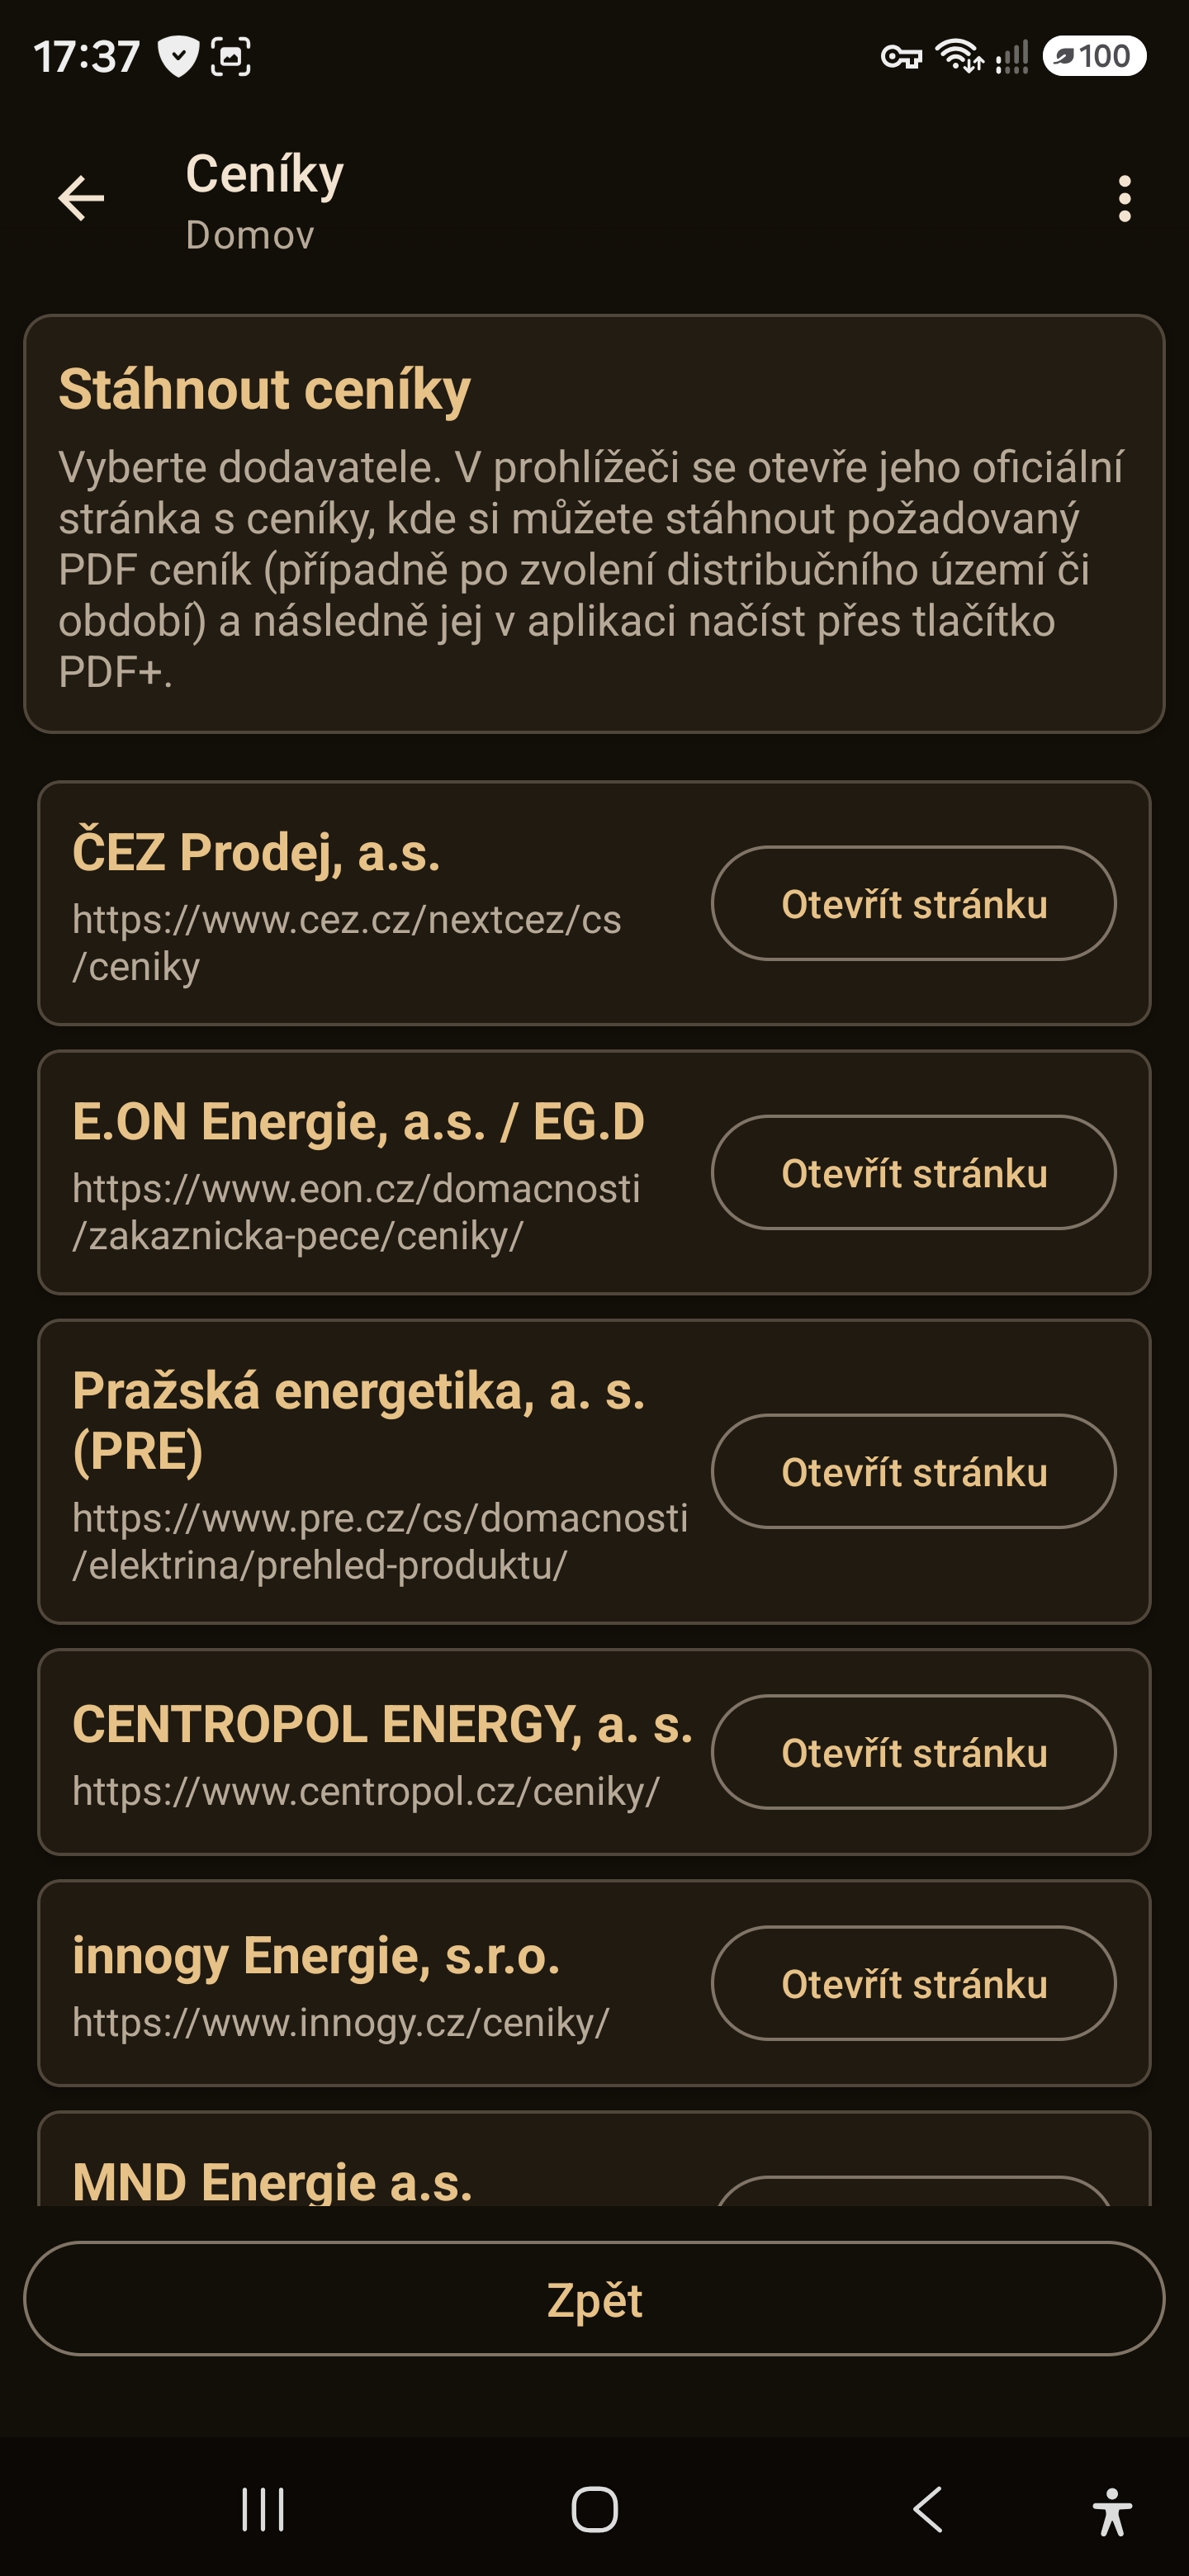 17:37
100
Ceníky
Domov
Stáhnout ceníky
Vyberte dodavatele. V prohlížeči se otevře jeho oficiální
stránka s ceníky, kde si můžete stáhnout požadovaný
PDF ceník (případně po zvolení distribučního území či
období) a následně jej v aplikaci načíst přes tlačítko
PDF+.
ČEZ Prodej, a.s.
https://www.cez.cz/nextcez/cs
/ceniky
Otevřít stránku
E.ON Energie, a.s. / EG.D
https://www.eon.cz/domacnosti
/zakaznicka-pece/ceniky/
Otevřít stránku
Pražská energetika, a. s.
(PRE)
https://www.pre.cz/cs/domacnosti
/elektrina/prehled-produktu/
Otevřít stránku
CENTROPOL ENERGY, a. s.
https://www.centropol.cz/ceniky/
Otevřít stránku
innogy Energie, s.r.o.
https://www.innogy.cz/ceniky/
Otevřít stránku
MND Energie a.s.
Zpět